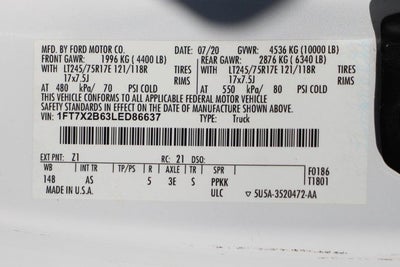 MFD. BY FORD MOTOR CO. 07/20 GVWR: 4536 KG (10000 LB)
FRONT GAWR: 1996 KG ( 4400 LB) REAR GAWR: 2876 KG ( 6340 LB)
LT245/75R17E 121/118R TIRES LT245/75R17E 121/118R TIRES
17x7.5J RIMS 17x7.5J RIMS
AT 480 kPa/ 70 PSI COLD AT 550 kPa/ 80 PSI COLD
THIS VEHICLE CONFORMS TO ALL APPLICABLE U.S. FEDERAL MOTOR VEHICLE
SAFETY STANDARDS IN EFFECT ON THE DATE OF MANUFACTURE SHOWN ABOVE.
VIN: 1FT7X2B63LED86637 TYPE: Truck
EXT PNT: Z1 RC: 21 DSO: F0186
WB INT TR TP/PS R AX TR SPR T1801
148 AS 5 3E S PPKK
MADE IN U.S.A. ULC 5U5A-3520472-AA